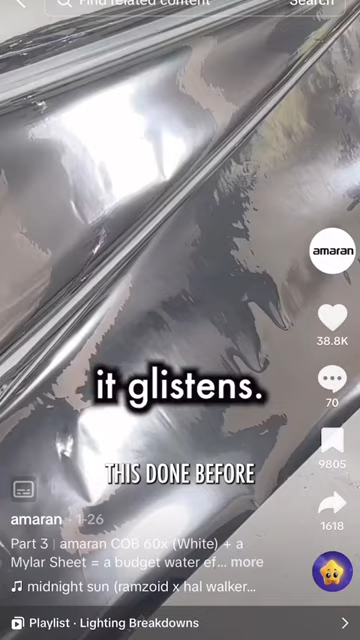 Find related content
Search
amaran
38.8K
it glistens.
70
THIS DONE BEFORE
9805
amaran · 1-26
1618
Part 3 | amaran COB 60x (White) + a
Mylar Sheet = a budget water ef... more
midnight sun (ramzoid x hal walker...
Playlist · Lighting Breakdowns